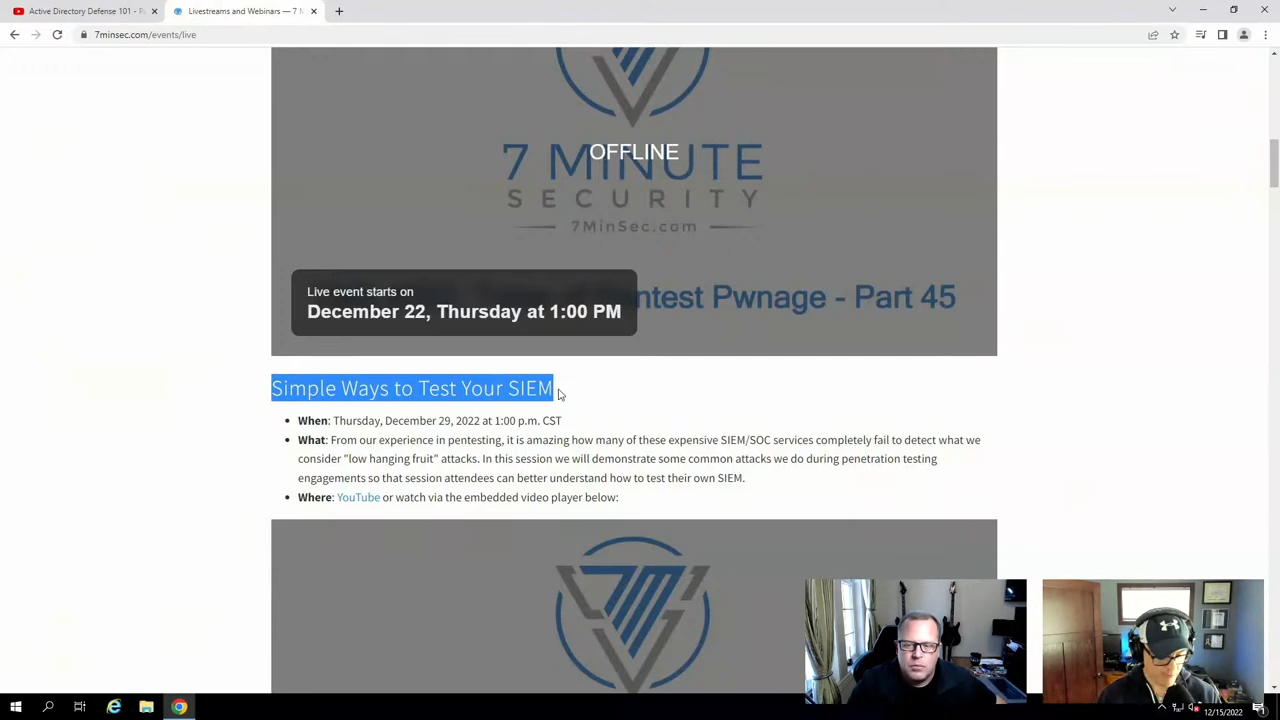 Active Directory Defense 101 - P
Livestreams and Webinars — 7 M
7minsec.com/events/live
OFFLINE
7 MINUTE
SECURITY
7MinSec.com
Live event starts on
December 22, Thursday at 1:00 PM
ntest Pwnage - Part 45
Simple Ways to Test Your SIEM
When: Thursday, December 29, 2022 at 1:00 p.m. CST
What: From our experience in pentesting, it is amazing how many of these expensive SIEM/SOC services completely fail to detect what we
consider "low hanging fruit" attacks. In this session we will demonstrate some common attacks we do during penetration testing
engagements so that session attendees can better understand how to test their own SIEM.
Where: YouTube or watch via the embedded video player below:
12/15/2022